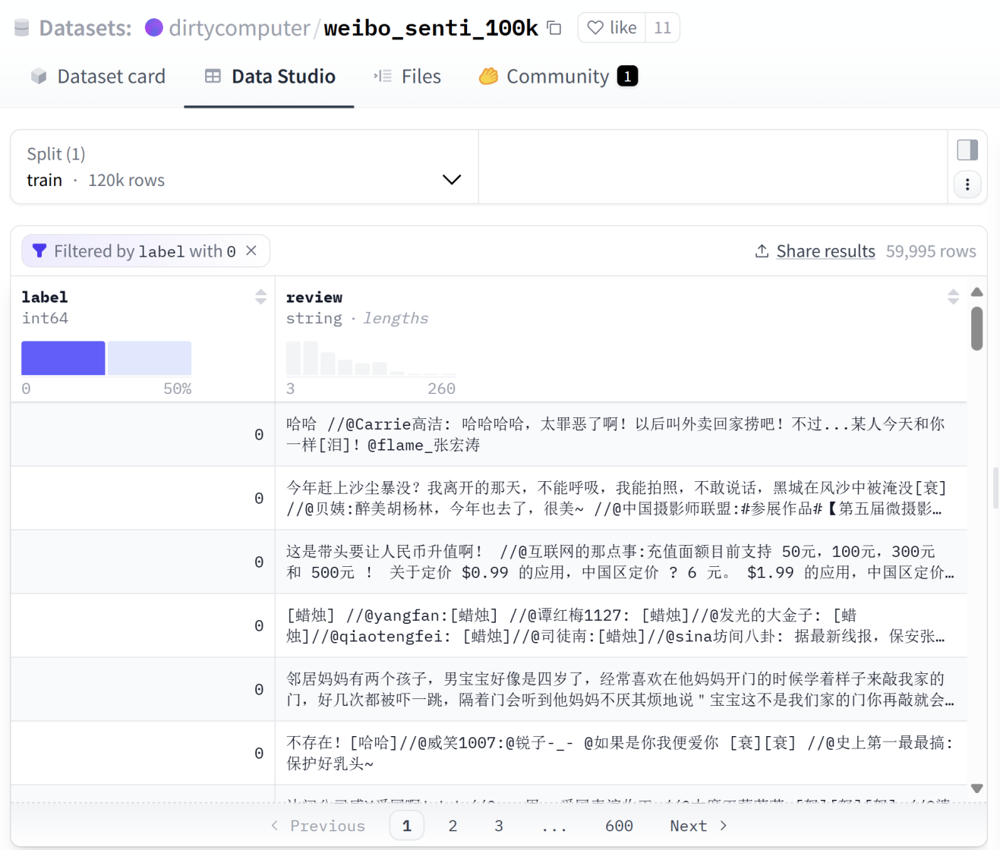 Datasets: dirtycomputer/weibo_senti_100k like 11
Dataset card Data Studio Files Community 1
Split (1)
train · 120k rows
Filtered by label with 0 × Share results 59,995 rows
label review
int64 string · lengths
0 50% 3 260
0 哈哈 //@Carrie高洁: 哈哈哈哈，太罪恶了啊！以后叫外卖回家捞吧！不过...某人今天和你
一样[泪]！@flame_张宏涛
0 今年赶上沙尘暴没？我离开的那天，不能呼吸，我能拍照，不敢说话，黑城在风沙中被淹没[衰]
//@贝姨:醉美胡杨林，今年也去了，很美~ //@中国摄影师联盟:#参展作品#【第五届微摄影…
0 这是带头要让人民币升值啊！ //@互联网的那点事:充值面额目前支持 50元，100元，300元
和 500元 ！ 关于定价 $0.99 的应用，中国区定价 ？6 元。 $1.99 的应用，中国区定价…
0 [蜡烛] //@yangfan:[蜡烛] //@谭红梅1127: [蜡烛]//@发光的大金子: [蜡
烛]//@qiaotengfei: [蜡烛]//@司徒南:[蜡烛]//@sina坊间八卦: 据最新线报，保安张…
0 邻居妈妈有两个孩子，男宝宝好像是四岁了，经常喜欢在他妈妈开门的时候学着样子来敲我家的
门，好几次都被吓一跳，隔着门会听到他妈妈不厌其烦地说＂宝宝这不是我们家的门你再敲就会…
0 不存在！[哈哈]//@威笑1007:@锐子-_- @如果是你我便爱你 [衰][衰] //@史上第一最最搞:
保护好乳头~
Previous 1 2 3 ... 600 Next